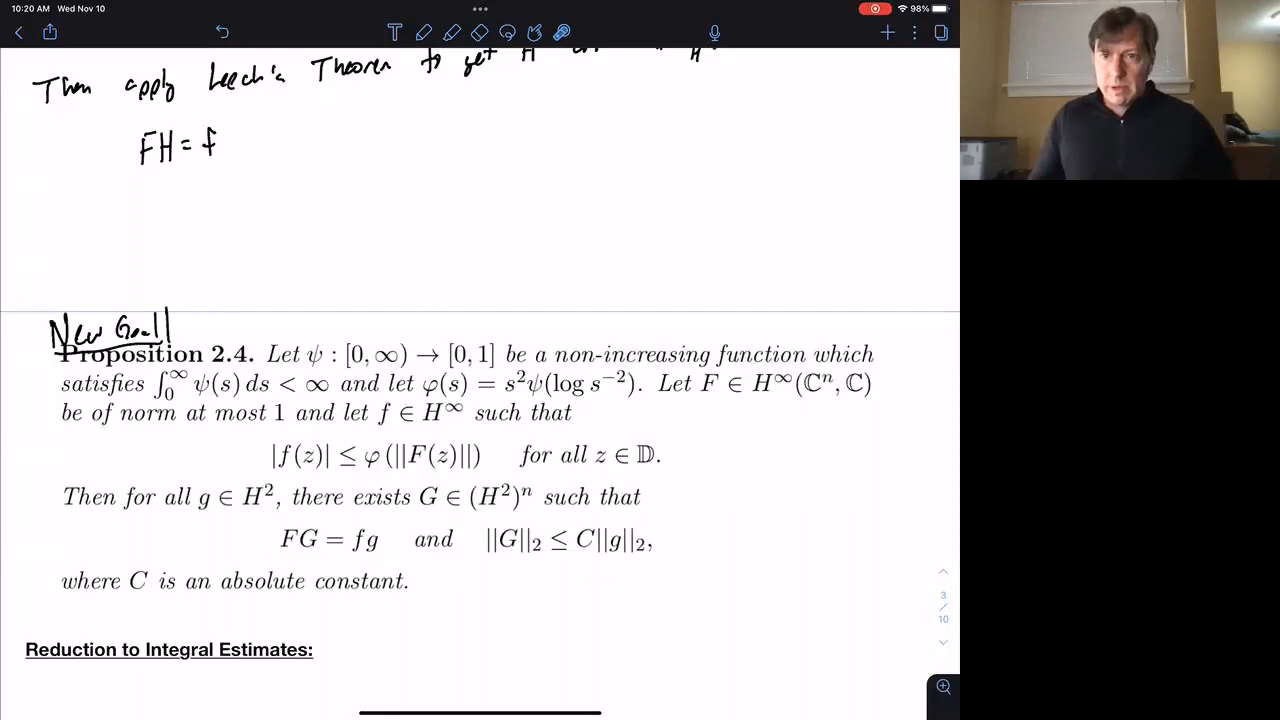 10:20 AM Wed Nov 10
98%
Then apply Leech's Theorem to get H
FH = f
New Goal!
Proposition 2.4. Let ψ : [0, ∞) → [0, 1] be a non-increasing function which
satisfies ∫₀^∞ ψ(s) ds < ∞ and let φ(s) = s²ψ(log s⁻²). Let F ∈ H^∞(ℂⁿ, ℂ)
be of norm at most 1 and let f ∈ H^∞ such that
|f(z)| ≤ φ (||F(z)||) for all z ∈ 𝔻.
Then for all g ∈ H², there exists G ∈ (H²)ⁿ such that
FG = fg and ||G||₂ ≤ C||g||₂,
where C is an absolute constant.
3
/
10
Reduction to Integral Estimates: